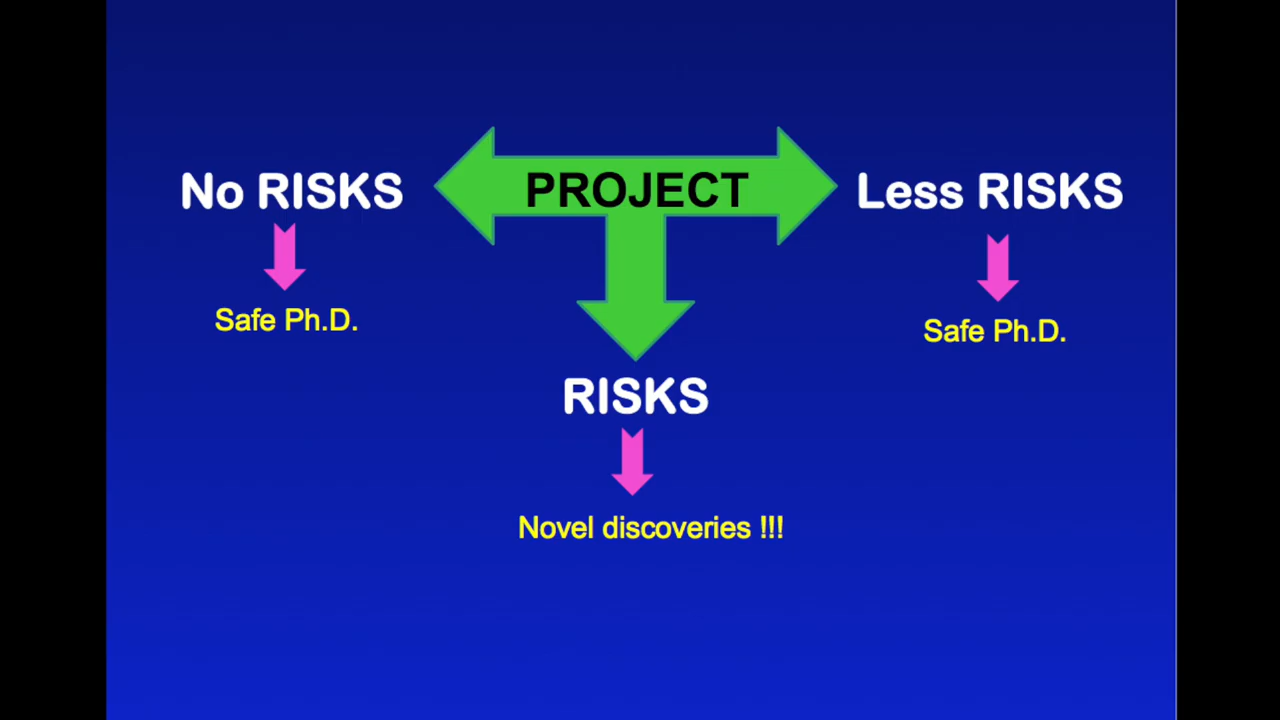 No RISKS
PROJECT
Less RISKS
Safe Ph.D.
Safe Ph.D.
RISKS
Novel discoveries !!!